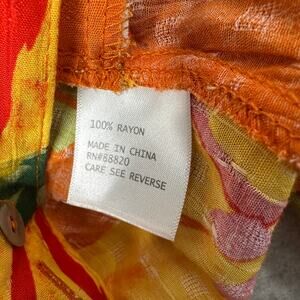 100% RAYON
MADE IN CHINA
RN#88820
CARE SEE REVERSE